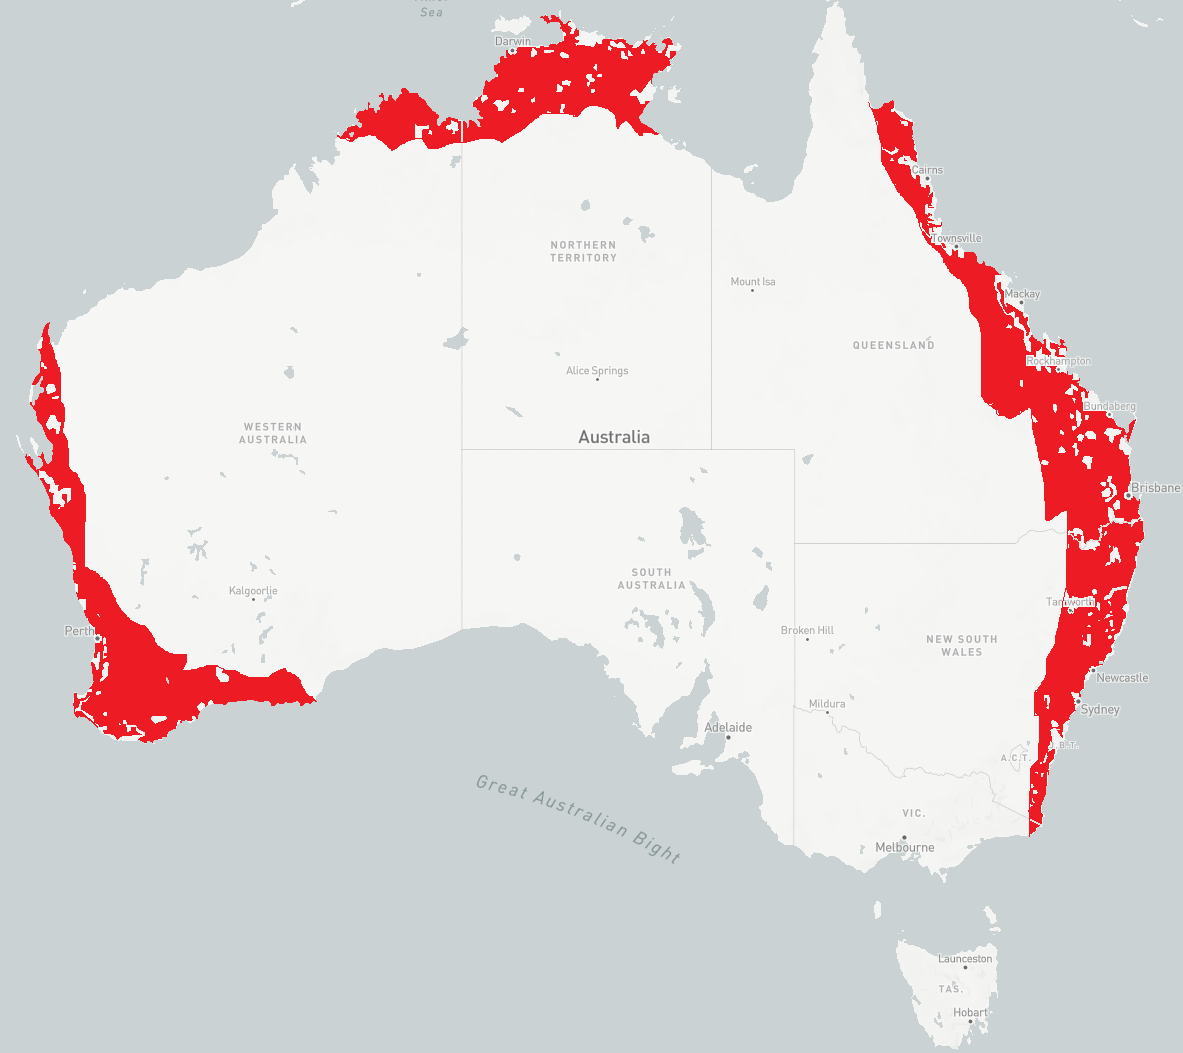 Sea
Darwin
Cairns
Townsville
NORTHERN
TERRITORY
Mount Isa
Mackay
QUEENSLAND
Rockhampton
Alice Springs
Bundaberg
WESTERN
AUSTRALIA
Australia
Brisbane
SOUTH
AUSTRALIA
Kalgoorlie
Tamworth
Perth
Broken Hill
NEW SOUTH
WALES
Newcastle
Mildura
Sydney
Adelaide
A.C.T.
Great Australian Bight
VIC.
Melbourne
Launceston
TAS.
Hobart